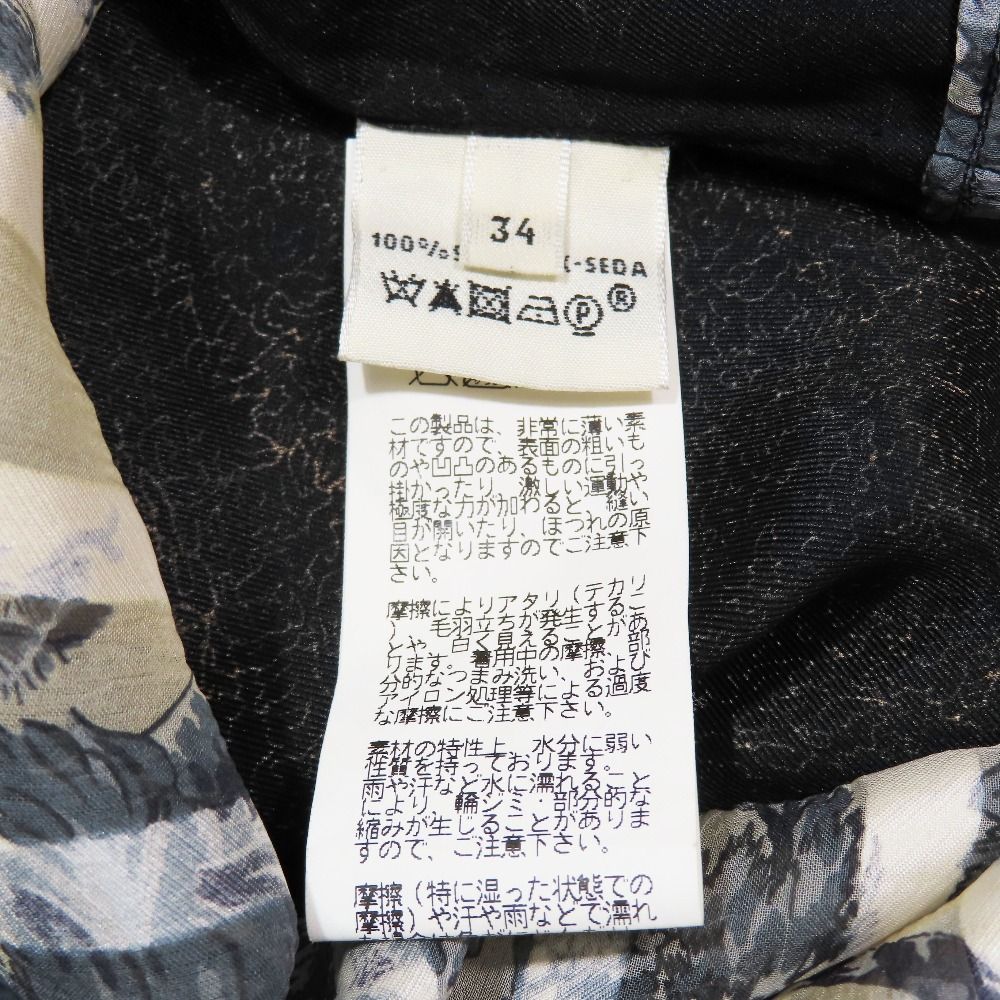 34
100% -SEDA
P ®
この製品は、非常に薄い素
材ですので、表面の粗いも
のや凹凸のあるものに引っ
掛かったり、激しい運動や
極度な力が加わると、縫い
目が開いたり、ほつれの原
因となりますのでご注意下
さい。
摩擦によりアタリ(テカリ
)や、毛羽立ちが発生するこ
とや、白く見えることがあ
ります。着用中の摩擦、部
分的なつまみ洗い、および
アイロン処理等による過度
な摩擦にご注意下さい。
素材の特性上、水分に弱い
性質を持っております。
雨や汗など水に濡れること
により、輪ジミ・部分的な
縮みが生じることがありま
すので、ご注意下さい。
摩擦(特に湿った状態での
摩擦)や汗や雨などで濡れ